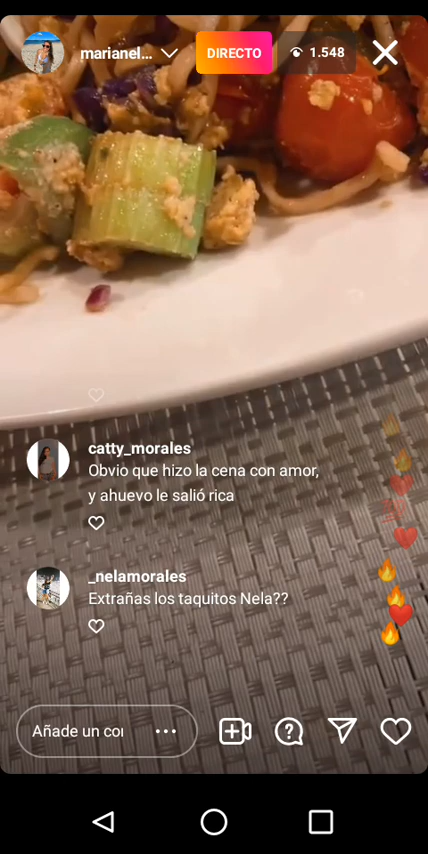 marianel...
DIRECTO
1.548
catty_morales
Obvio que hizo la cena con amor,
y ahuevo le salió rica
_nelamorales
Extrañas los taquitos Nela??
Añade un co